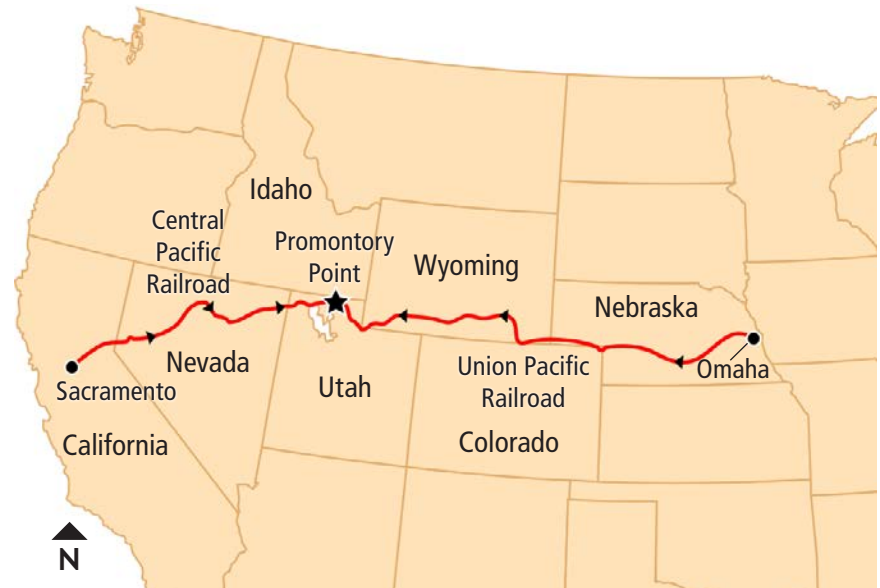 Idaho
Central
Pacific
Railroad
Promontory
Point
Wyoming
Nebraska
Nevada
Sacramento
Utah
Union Pacific
Railroad
Omaha
California
Colorado
N